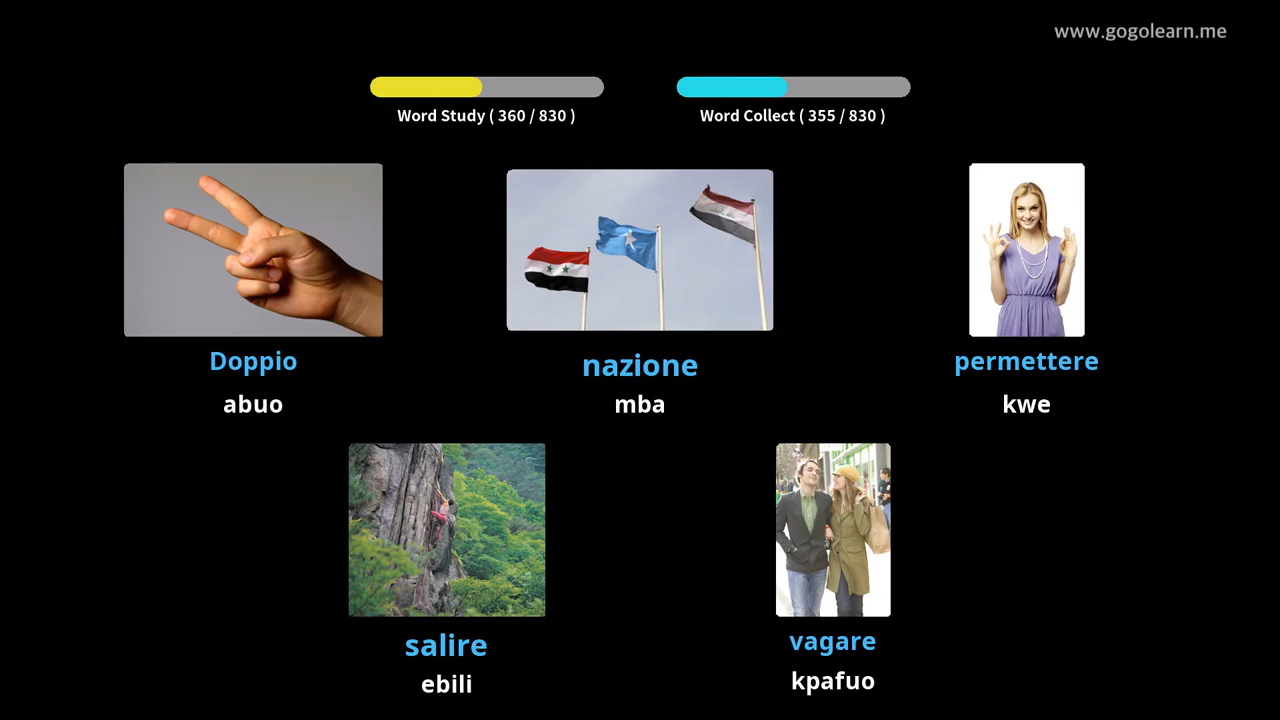 www.gogolearn.me
Word Study ( 360 / 830 )
Word Collect ( 355 / 830 )
Doppio
abuo
nazione
mba
permettere
kwe
salire
ebili
vagare
kpafuo